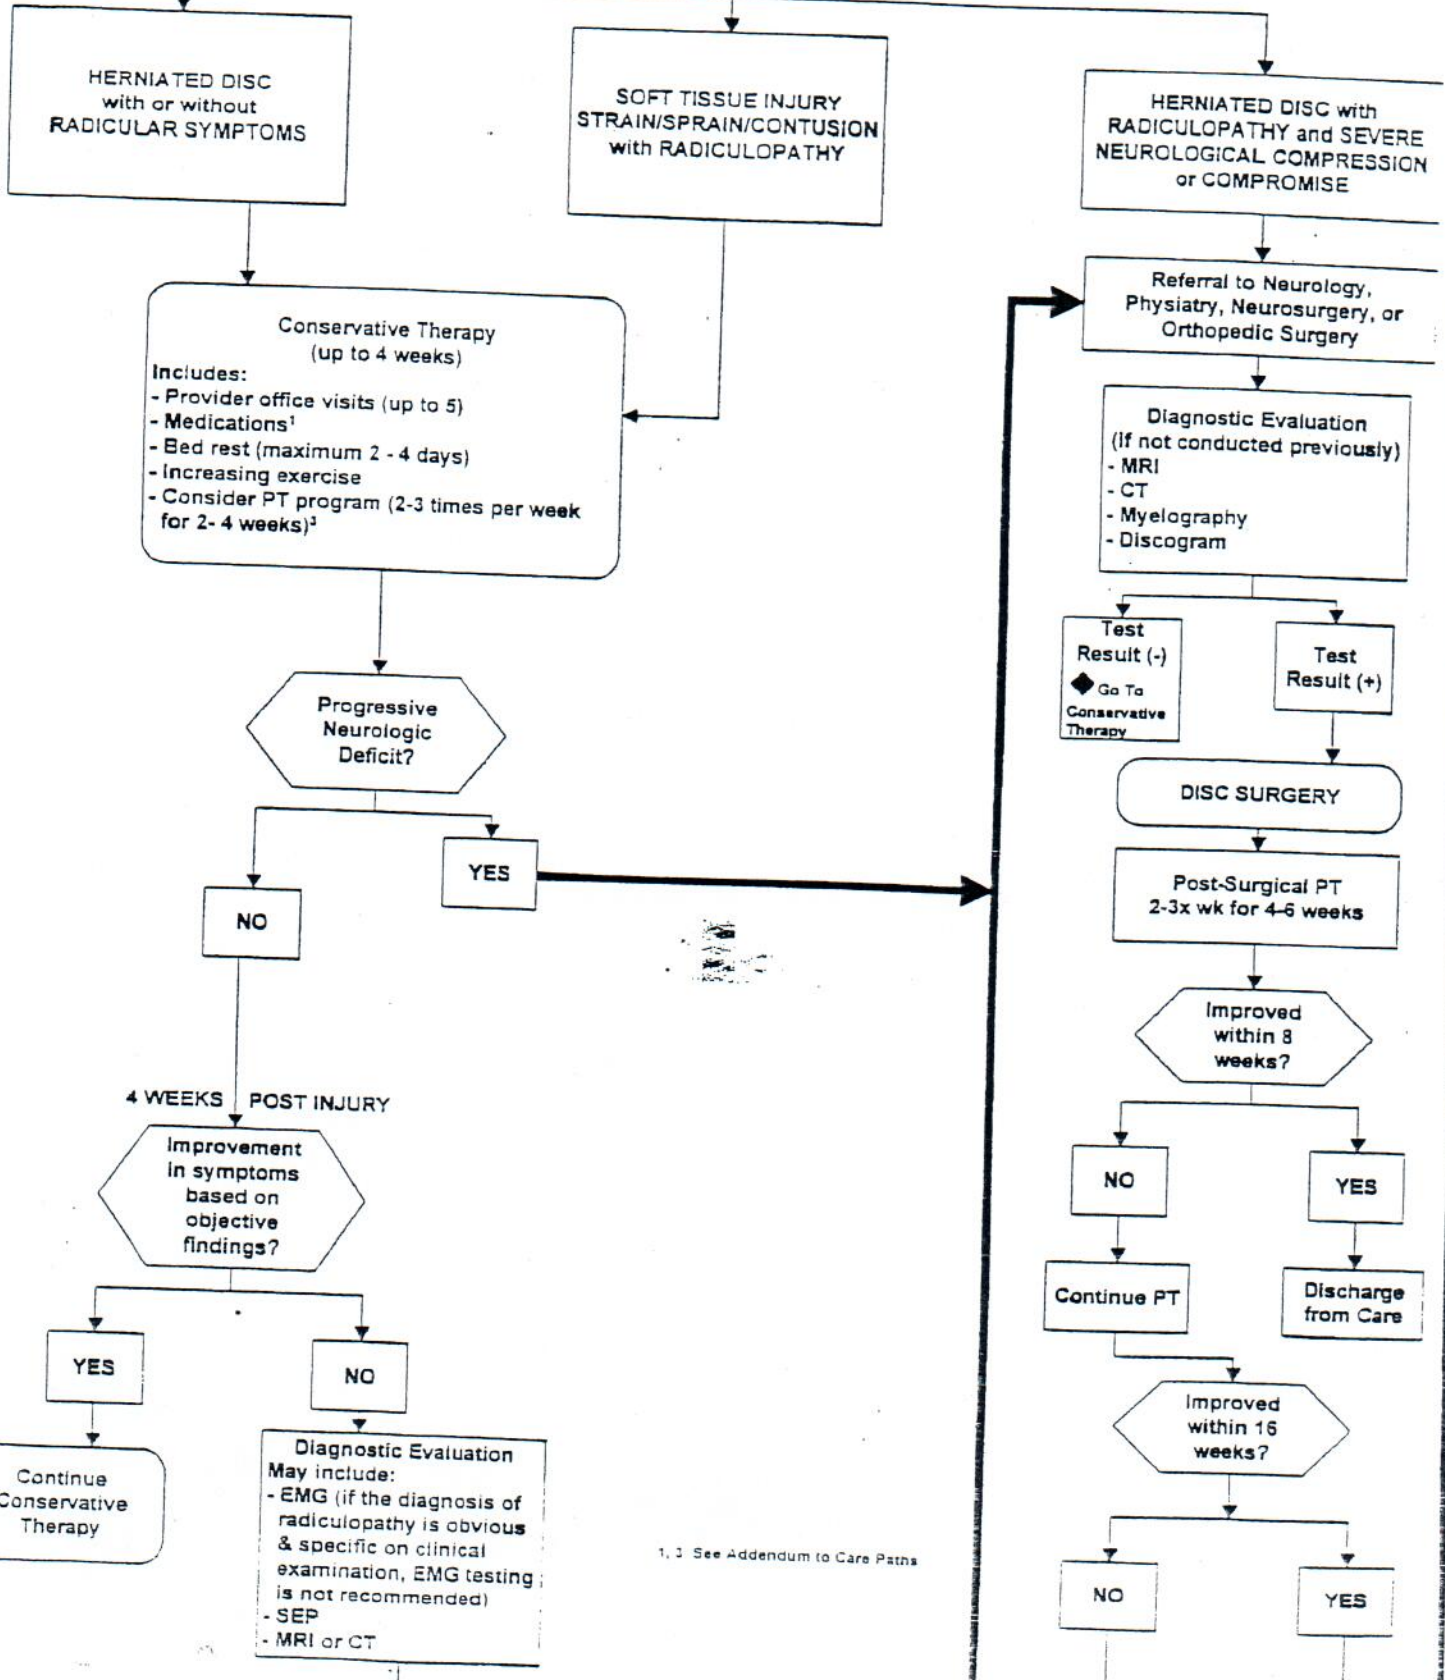 HERNIATED DISC
with or without
RADICULAR SYMPTOMS
SOFT TISSUE INJURY
STRAIN/SPRAIN/CONTUSION
with RADICULOPATHY
HERNIATED DISC with
RADICULOPATHY and SEVERE
NEUROLOGICAL COMPRESSION
or COMPROMISE
Conservative Therapy
(up to 4 weeks)
Includes:
- Provider office visits (up to 5)
- Medications¹
- Bed rest (maximum 2 - 4 days)
- Increasing exercise
- Consider PT program (2-3 times per week
for 2- 4 weeks)³
Progressive
Neurologic
Deficit?
NO
YES
4 WEEKS POST INJURY
Improvement
in symptoms
based on
objective
findings?
YES
NO
Continue
Conservative
Therapy
Diagnostic Evaluation
May include:
- EMG (if the diagnosis of
radiculopathy is obvious
& specific on clinical
examination, EMG testing
is not recommended)
- SEP
- MRI or CT
1, 3 See Addendum to Care Paths
Referral to Neurology,
Physiatry, Neurosurgery, or
Orthopedic Surgery
Diagnostic Evaluation
(if not conducted previously)
- MRI
- CT
- Myelography
- Discogram
Test
Result (-)
Go To
Conservative
Therapy
Test
Result (+)
DISC SURGERY
Post-Surgical PT
2-3x wk for 4-6 weeks
Improved
within 8
weeks?
NO
YES
Continue PT
Discharge
from Care
Improved
within 16
weeks?
NO
YES